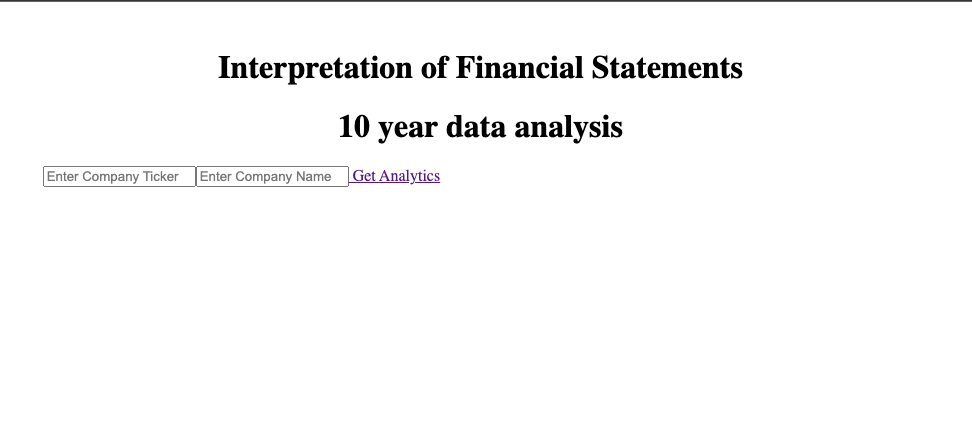 Interpretation of Financial Statements
10 year data analysis
Enter Company Ticker Enter Company Name Get Analytics